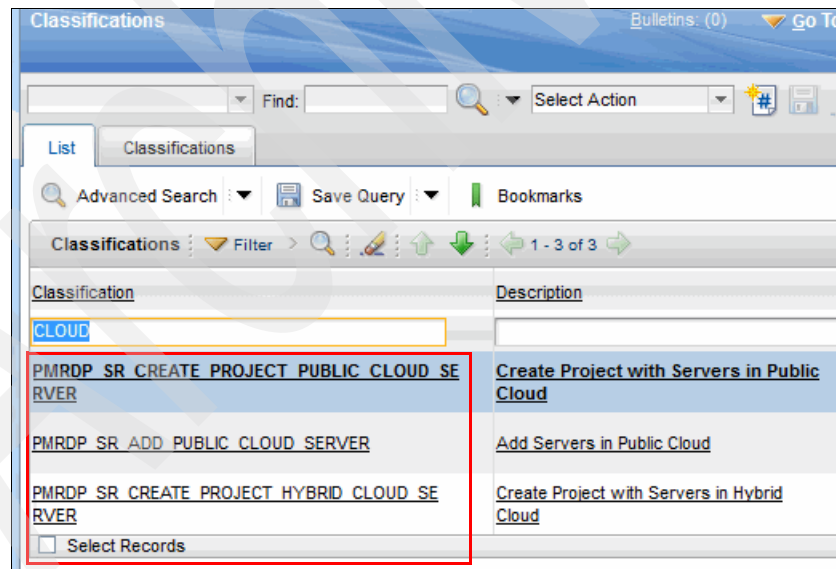 Classifications
Bulletins: (0) Go To
Find: Select Action
List Classifications
Advanced Search Save Query Bookmarks
Classifications Filter 1 - 3 of 3
Classification Description
CLOUD
PMRDP_SR_CREATE_PROJECT_PUBLIC_CLOUD_SE Create Project with Servers in Public
RVER Cloud
PMRDP_SR_ADD_PUBLIC_CLOUD_SERVER Add Servers in Public Cloud
PMRDP_SR_CREATE_PROJECT_HYBRID_CLOUD_SE Create Project with Servers in Hybrid
RVER Cloud
Select Records